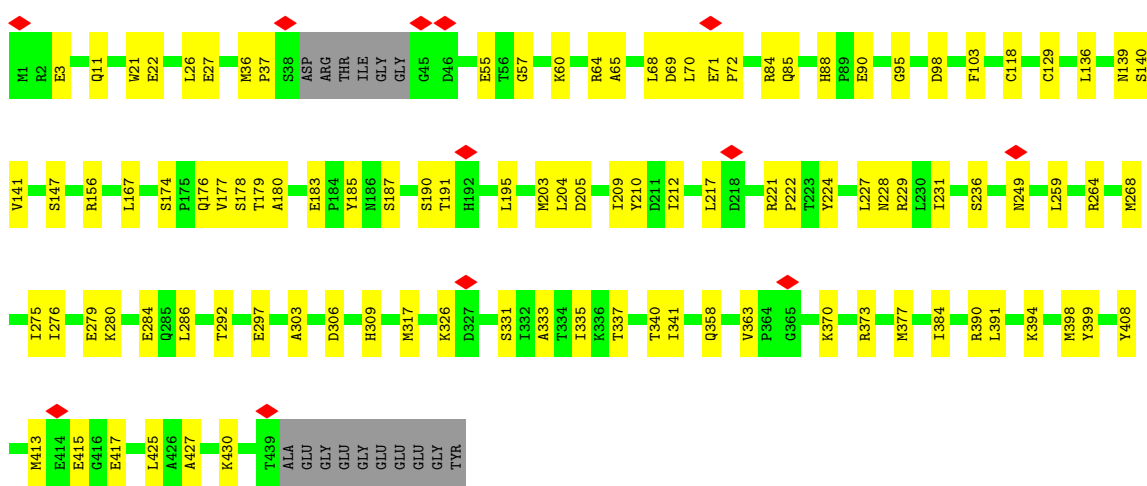 M1 R2 E3 Q11 W21 E22 L26 E27 M36 P37 S38 ASP ARG THR ILE GLY GLY G45 D46 E55 T56 G57 K60 R64 A65 L68 D69 L70 E71 P72 R84 Q85 H88 P89 E90 G95 D98 F103 C118 C129 L136 N139 S140
V141 S147 R156 L167 S174 P175 Q176 V177 S178 T179 A180 E183 P184 Y185 N186 S187 S190 T191 H192 L195 M203 L204 D205 I209 Y210 D211 I212 L217 D218 R221 P222 T223 Y224 L227 N228 R229 L230 I231 S236 N249 L259 R264 M268
I275 I276 E279 K280 E284 Q285 L286 T292 E297 A303 D306 H309 M317 K326 D327 S331 I332 A333 T334 I335 K336 T337 T340 I341 Q358 V363 P364 G365 K370 R373 M377 I384 R390 L391 K394 M398 Y399 Y408
M413 E414 E415 G416 E417 L425 A426 A427 K430 T439 ALA GLU GLY GLU GLY GLU GLU GLU GLY TYR